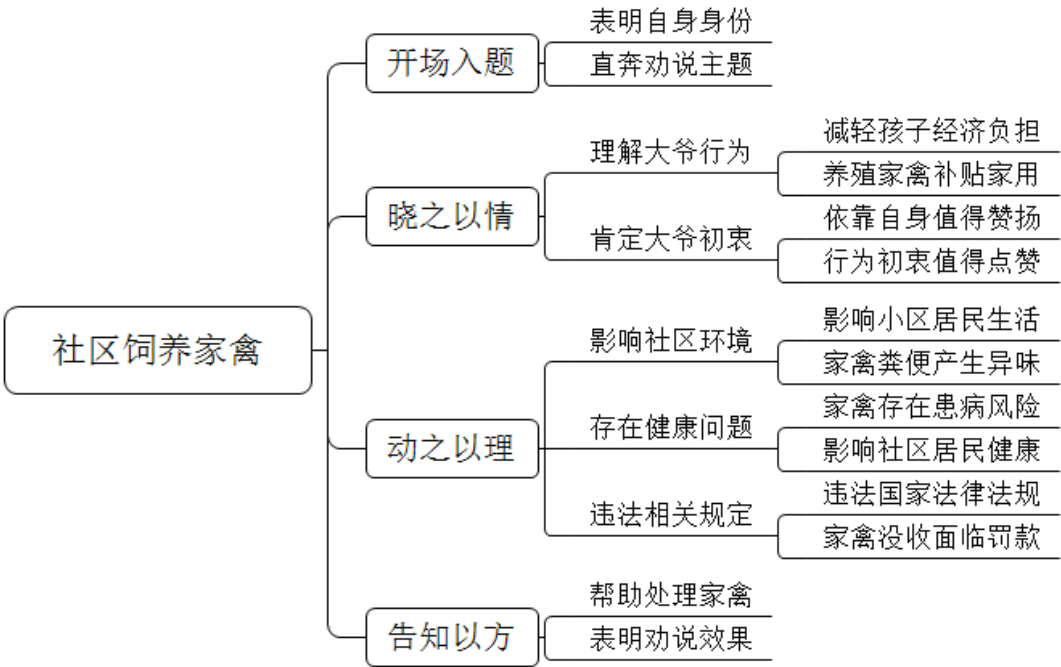 社区饲养家禽
开场入题
表明自身身份
直奔劝说主题
晓之以情
理解大爷行为
减轻孩子经济负担
养殖家禽补贴家用
肯定大爷初衷
依靠自身值得赞扬
行为初衷值得点赞
动之以理
影响社区环境
影响小区居民生活
家禽粪便产生异味
存在健康问题
家禽存在患病风险
影响社区居民健康
违法相关规定
违法国家法律法规
家禽没收面临罚款
告知以方
帮助处理家禽
表明劝说效果